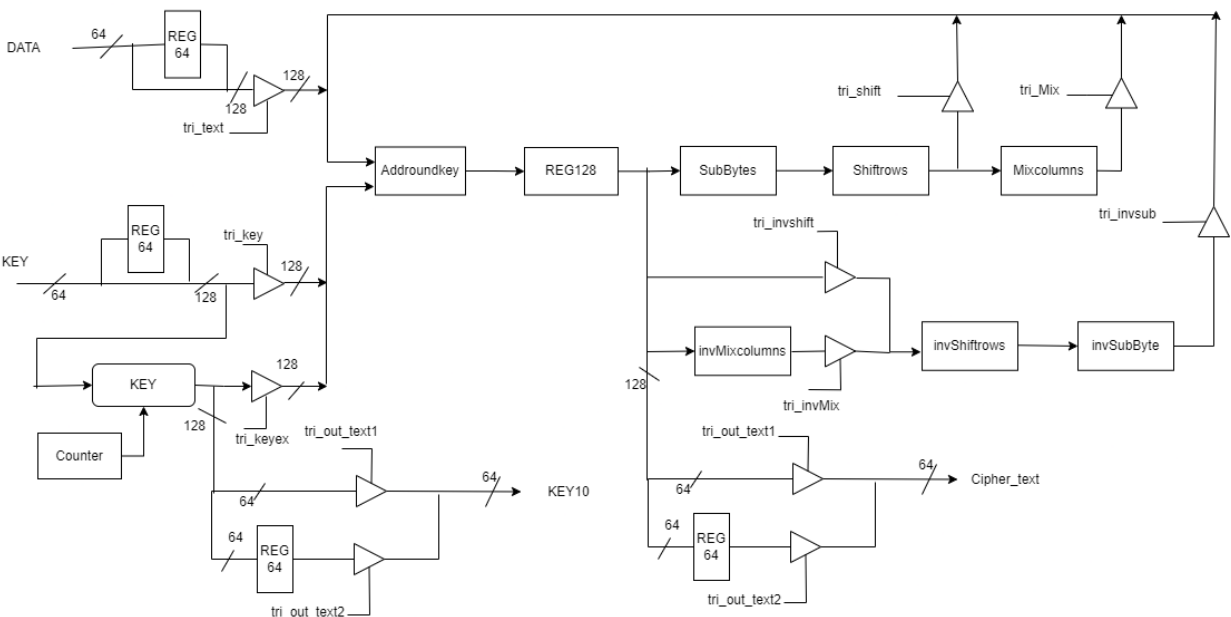 DATA
64
REG
64
128
128
tri_text
tri_shift
tri_Mix
Addroundkey
REG128
SubBytes
Shiftrows
Mixcolumns
KEY
64
REG
64
128
tri_key
128
tri_invshift
tri_invsub
KEY
128
tri_keyex
128
Counter
invMixcolumns
tri_invMix
invShiftrows
invSubByte
128
tri_out_text1
64
64
KEY10
64
REG
64
tri_out_text2
tri_out_text1
64
64
Cipher_text
64
REG
64
tri_out_text2